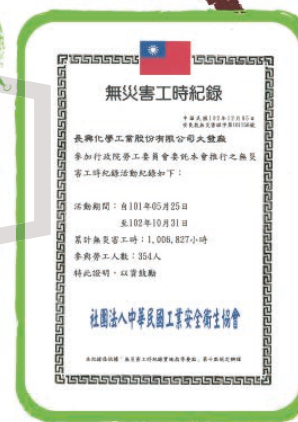 無災害工時紀錄
長興化學工業股份有限公司大發廠
參加行政院勞工委員會委託本會推行之無災
害工時紀錄活動紀錄如下：
活動期間：自101年05月25日
至102年10月31日
累計無災害工時：1,006,827小時
參與勞工人數：354人
特此證明，以資鼓勵
社團法人中華民國工業安全衛生協會